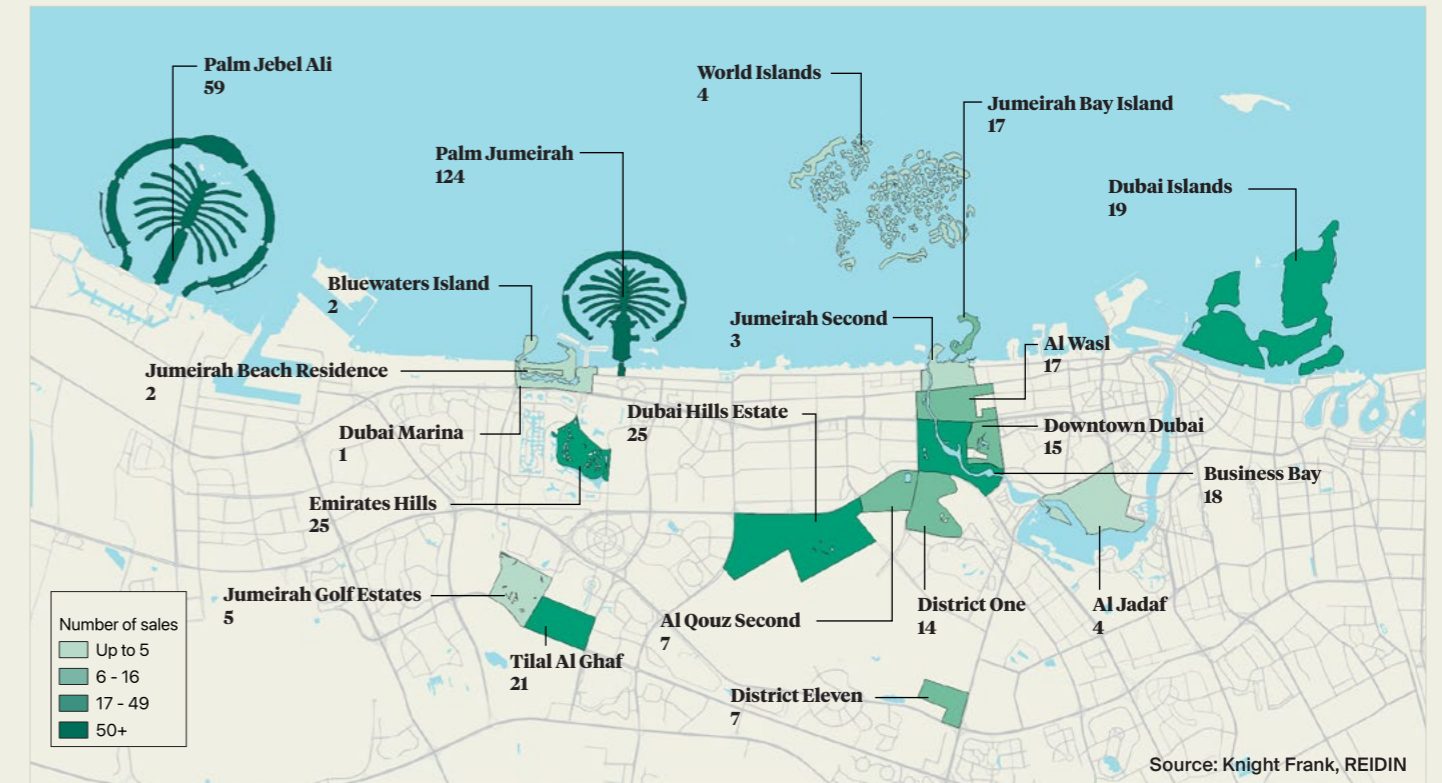 Palm Jebel Ali
59
World Islands
4
Jumeirah Bay Island
17
Palm Jumeirah
124
Dubai Islands
19
Bluewaters Island
2
Jumeirah Second
3
Al Wasl
17
Jumeirah Beach Residence
2
Dubai Hills Estate
25
Dubai Marina
1
Downtown Dubai
15
Business Bay
18
Emirates Hills
25
Jumeirah Golf Estates
5
Al Qouz Second
7
District One
14
Al Jadaf
4
Tilal Al Ghaf
21
District Eleven
7
Number of sales
Up to 5
6 - 16
17 - 49
50+
Source: Knight Frank, REIDIN